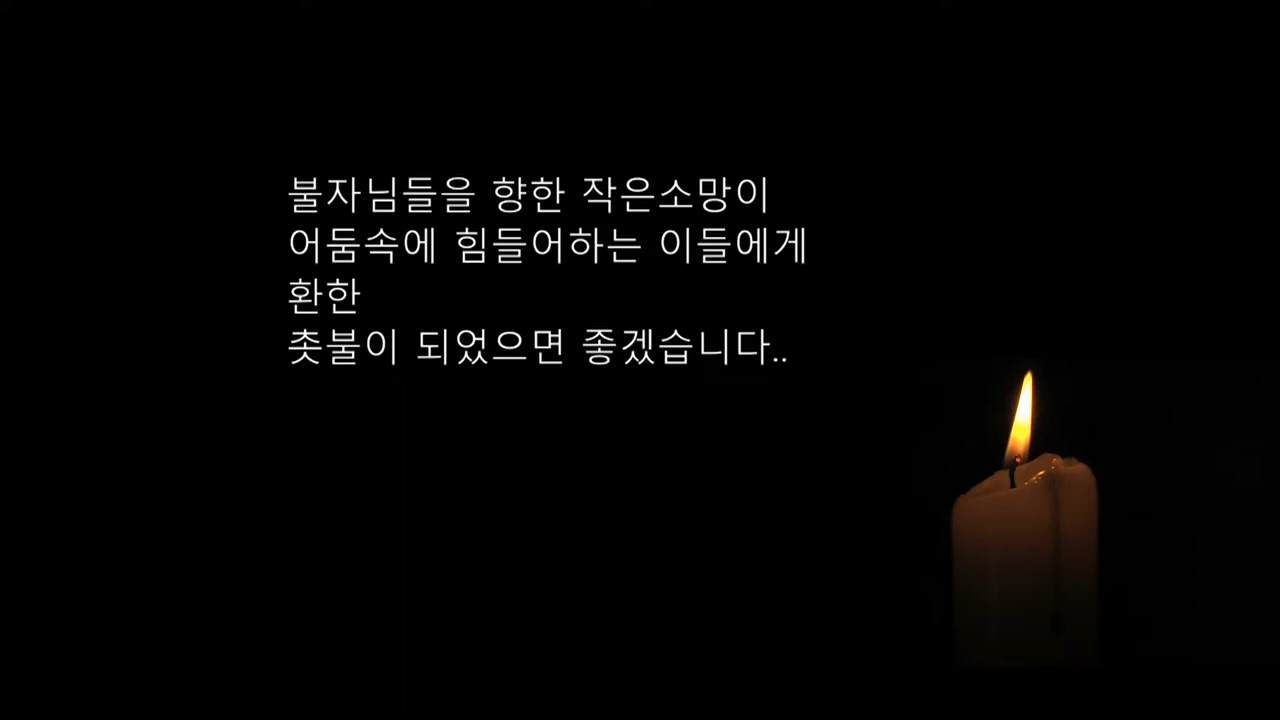 불자님들을 향한 작은소망이
어둠속에 힘들어하는 이들에게
환한
촛불이 되었으면 좋겠습니다..